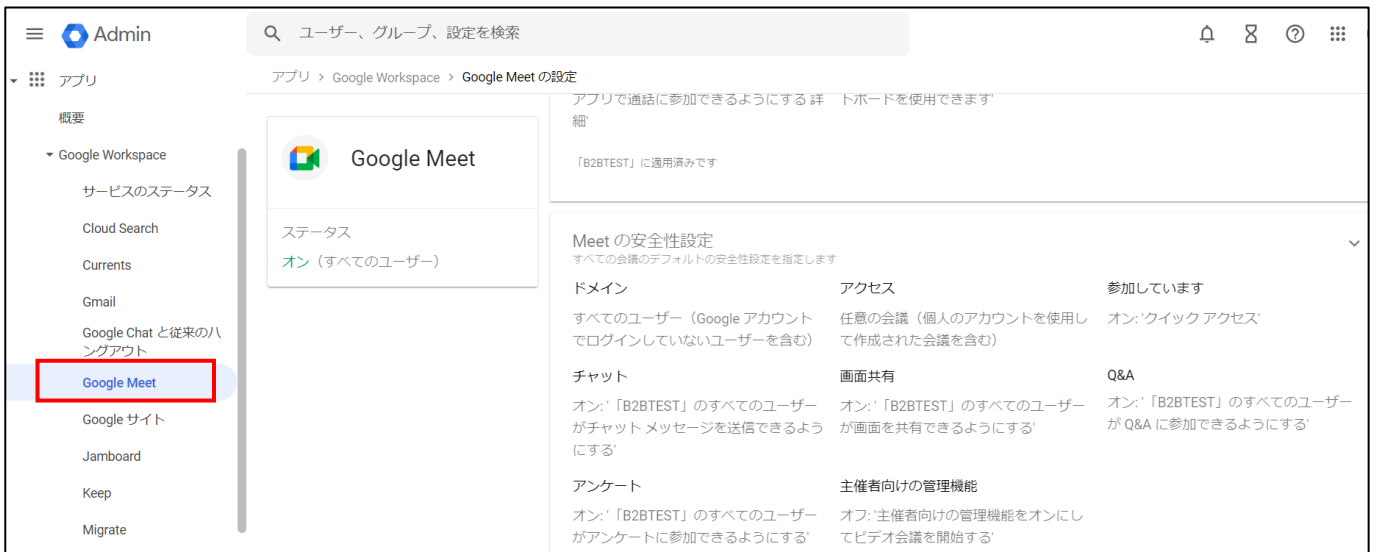 Admin
ユーザー、グループ、設定を検索
アプリ
概要
Google Workspace
サービスのステータス
Cloud Search
Currents
Gmail
Google Chat と従来のハ
ングアウト
Google Meet
Google サイト
Jamboard
Keep
Migrate
アプリ > Google Workspace > Google Meet の設定
Google Meet
ステータス
オン（すべてのユーザー）
アプリで通話に参加できるようにする 詳
細'
トボードを使用できます'
「B2BTEST」に適用済みです
Meet の安全性設定
すべての会議のデフォルトの安全性設定を指定します
ドメイン
すべてのユーザー（Google アカウント
でログインしていないユーザーを含む）
アクセス
任意の会議（個人のアカウントを使用し
て作成された会議を含む）
参加しています
オン: 'クイック アクセス'
チャット
オン: '「B2BTEST」のすべてのユーザー
がチャット メッセージを送信できるよう
にする'
画面共有
オン: '「B2BTEST」のすべてのユーザー
が画面を共有できるようにする'
Q&A
オン: '「B2BTEST」のすべてのユーザー
が Q&A に参加できるようにする'
アンケート
オン: '「B2BTEST」のすべてのユーザー
がアンケートに参加できるようにする'
主催者向けの管理機能
オフ: '主催者向けの管理機能をオンにし
てビデオ会議を開始する'